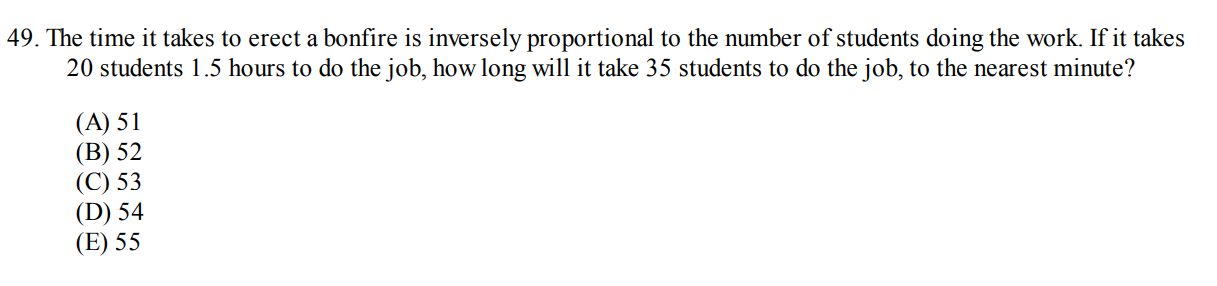 49. The time it takes to erect a bonfire is inversely proportional to the number of students doing the work. If it takes
20 students 1.5 hours to do the job, how long will it take 35 students to do the job, to the nearest minute?
(A) 51
(B) 52
(C) 53
(D) 54
(E) 55